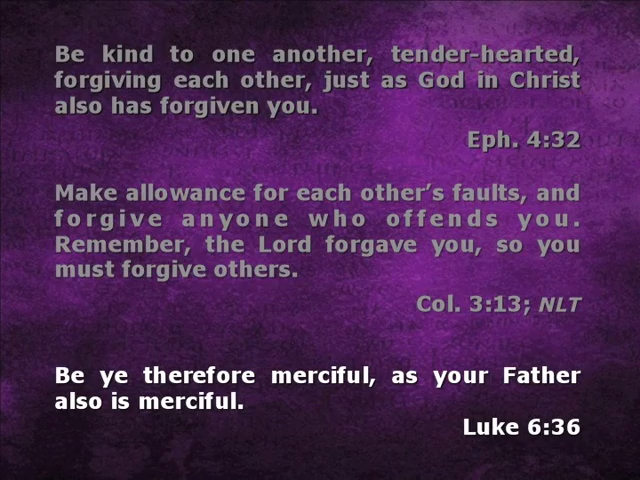 Be kind to one another, tender-hearted,
forgiving each other, just as God in Christ
also has forgiven you.
Eph. 4:32
Make allowance for each other’s faults, and
forgive anyone who offends you.
Remember, the Lord forgave you, so you
must forgive others.
Col. 3:13; NLT
Be ye therefore merciful, as your Father
also is merciful.
Luke 6:36